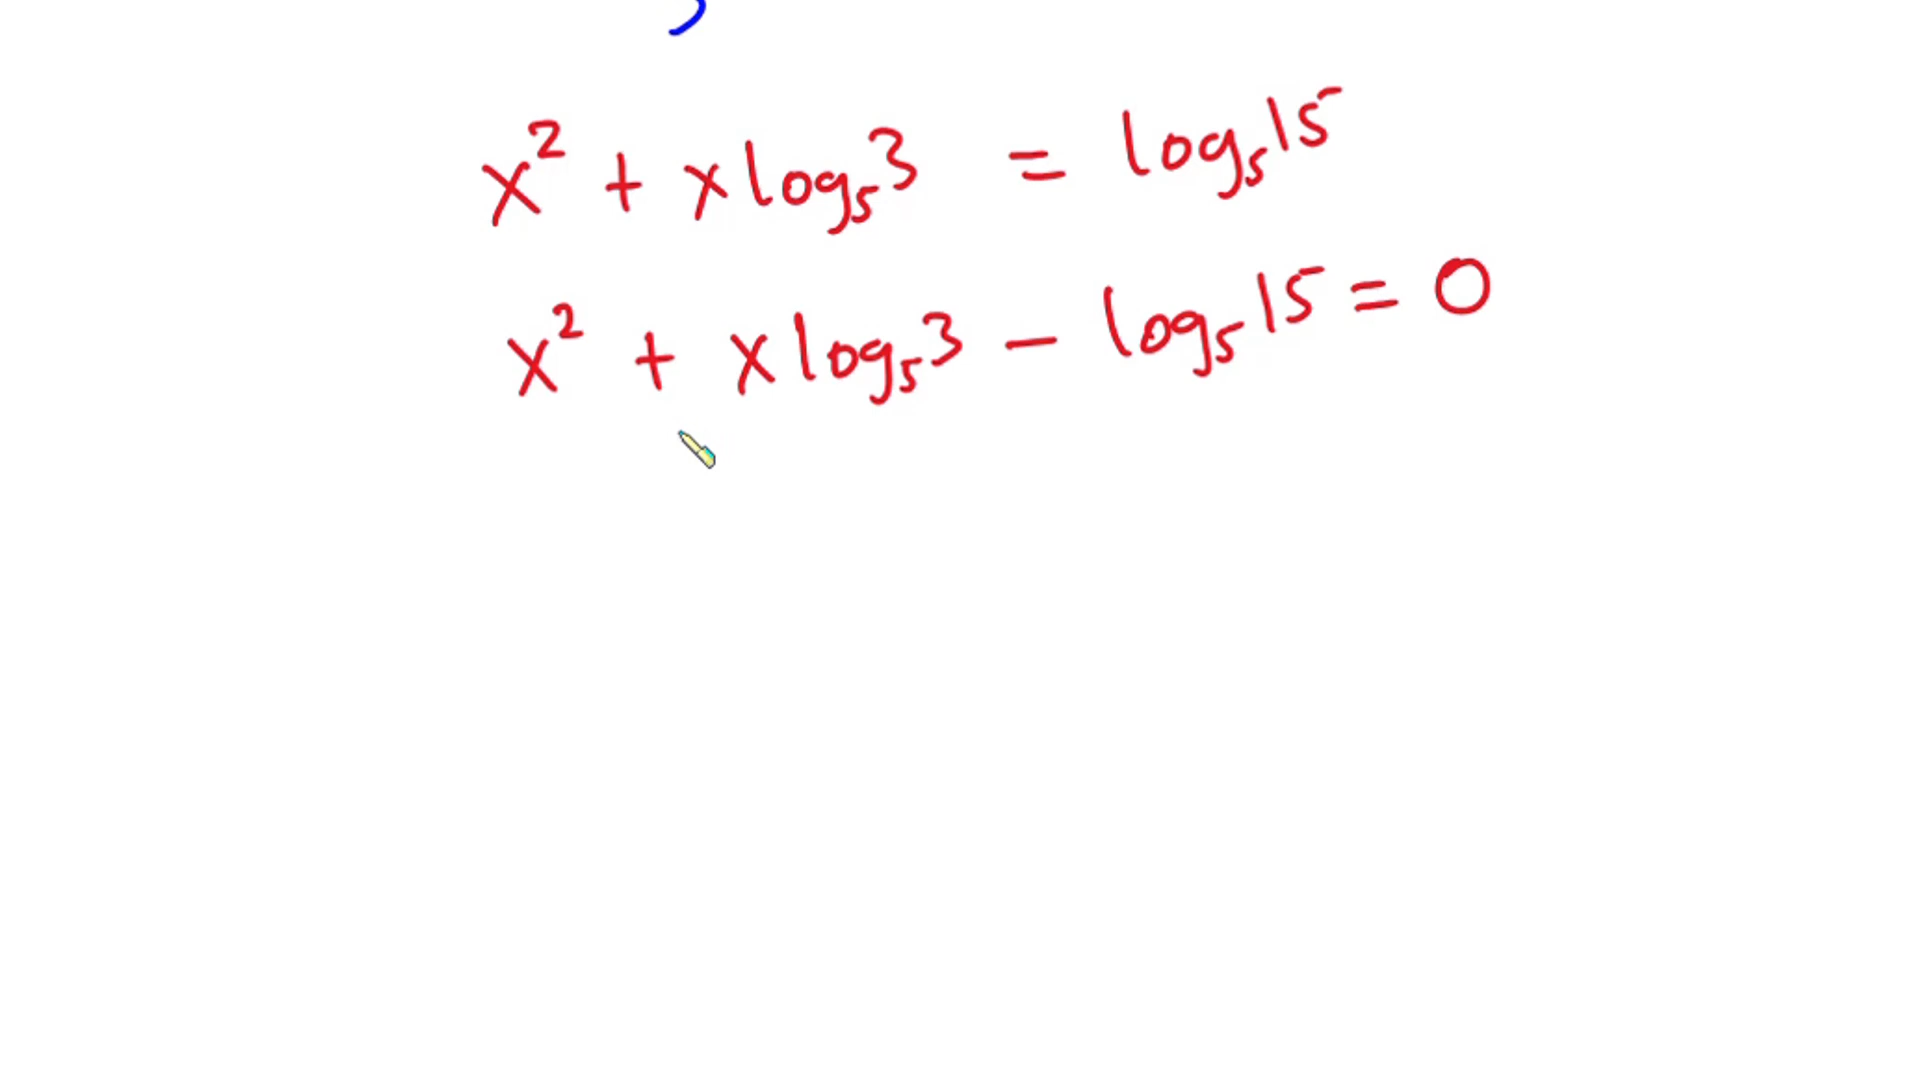 x² + x log₅3 = log₅15
x² + x log₅3 − log₅15 = 0